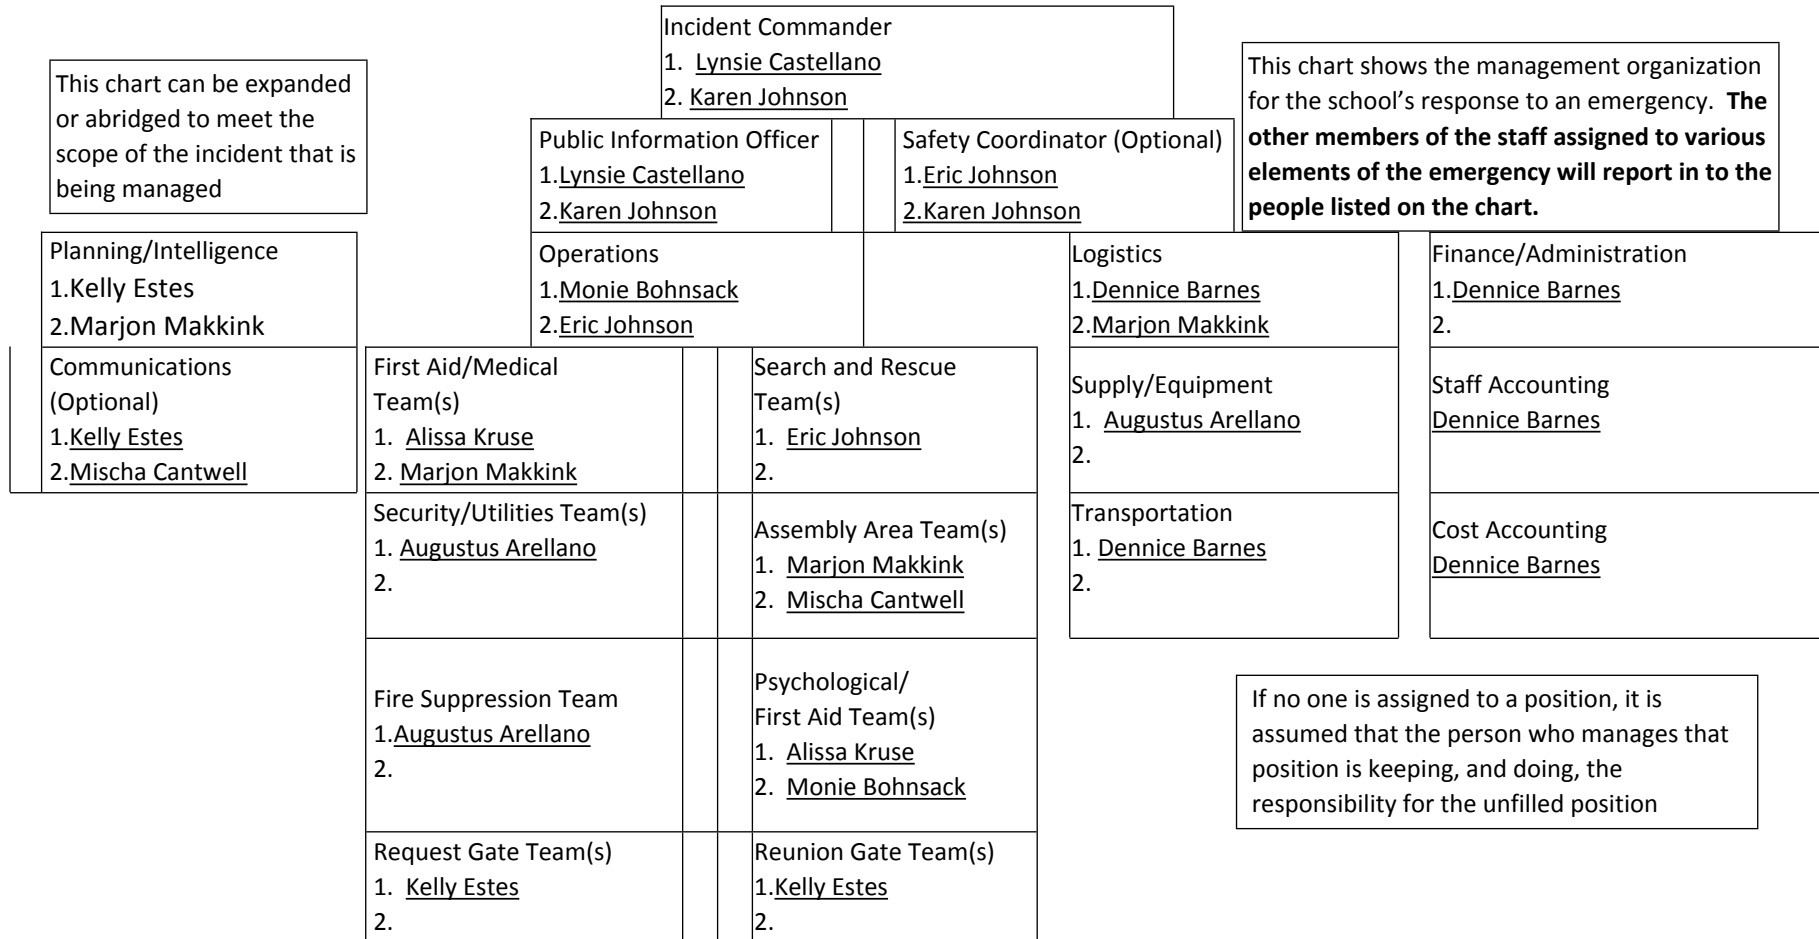 Incident Commander
1. Lynsie Castellano
2. Karen Johnson
This chart can be expanded
or abridged to meet the
scope of the incident that is
being managed
This chart shows the management organization
for the school’s response to an emergency. The
other members of the staff assigned to various
elements of the emergency will report in to the
people listed on the chart.
Public Information Officer
1.Lynsie Castellano
2.Karen Johnson
Safety Coordinator (Optional)
1.Eric Johnson
2.Karen Johnson
Planning/Intelligence
1.Kelly Estes
2.Marjon Makkink
Operations
1.Monie Bohnsack
2.Eric Johnson
Logistics
1.Dennice Barnes
2.Marjon Makkink
Finance/Administration
1.Dennice Barnes
2.
Communications
(Optional)
1.Kelly Estes
2.Mischa Cantwell
First Aid/Medical
Team(s)
1. Alissa Kruse
2. Marjon Makkink
Search and Rescue
Team(s)
1. Eric Johnson
2.
Supply/Equipment
1. Augustus Arellano
2.
Staff Accounting
Dennice Barnes
Security/Utilities Team(s)
1. Augustus Arellano
2.
Assembly Area Team(s)
1. Marjon Makkink
2. Mischa Cantwell
Transportation
1. Dennice Barnes
2.
Cost Accounting
Dennice Barnes
Fire Suppression Team
1.Augustus Arellano
2.
Psychological/
First Aid Team(s)
1. Alissa Kruse
2. Monie Bohnsack
If no one is assigned to a position, it is
assumed that the person who manages that
position is keeping, and doing, the
responsibility for the unfilled position
Request Gate Team(s)
1. Kelly Estes
2.
Reunion Gate Team(s)
1.Kelly Estes
2.